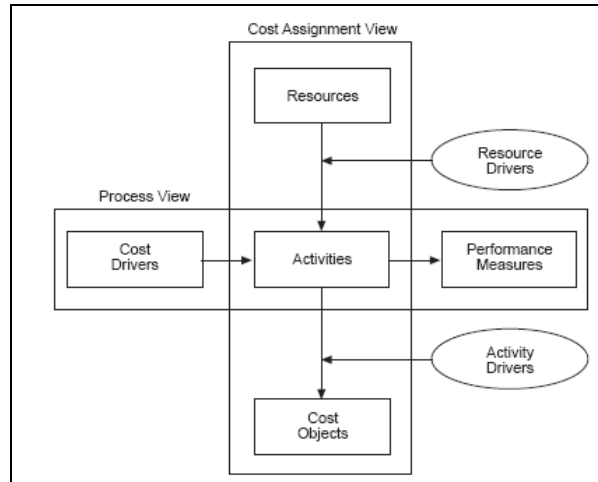 Cost Assignment View
Resources
Resource
Drivers
Process View
Cost
Drivers
Activities
Performance
Measures
Activity
Drivers
Cost
Objects